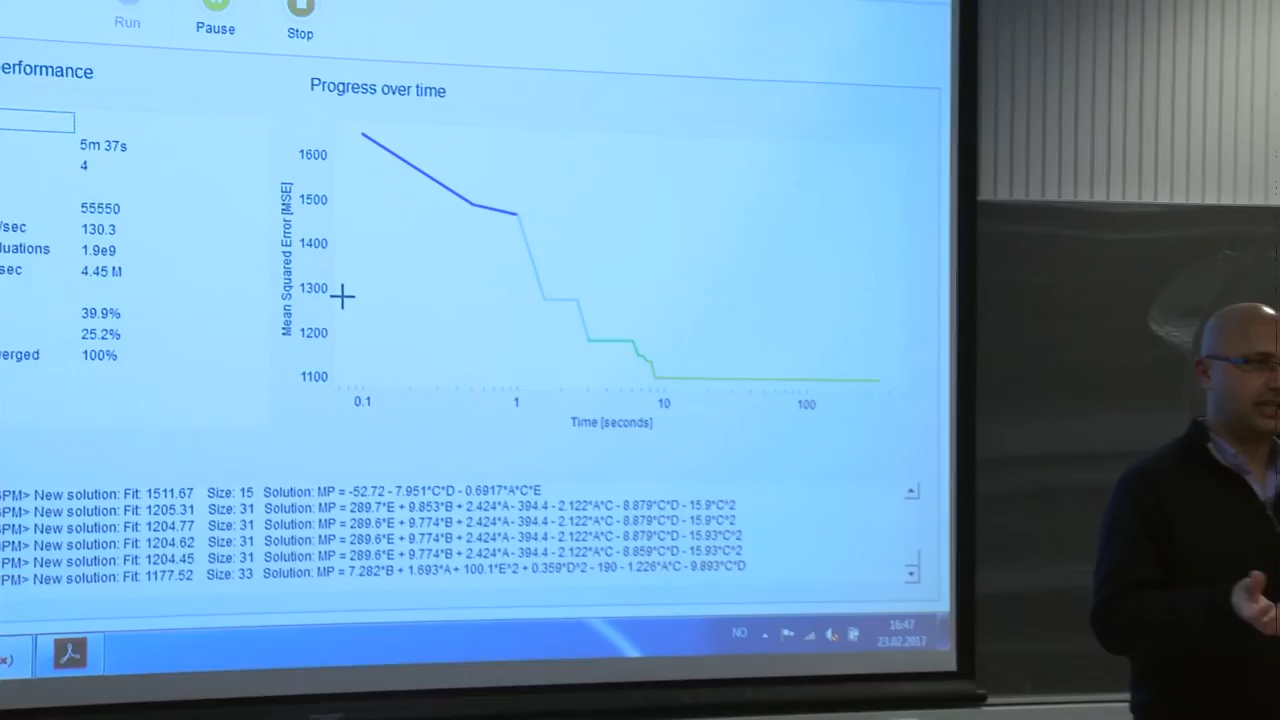 Run Pause Stop
erformance
Progress over time
5m 37s
4
55550
/sec 130.3
luations 1.9e9
sec 4.45 M
39.9%
25.2%
verged 100%
Mean Squared Error [MSE]
1600
1500
1400
1300
1200
1100
0.1 1 10 100
Time [seconds]
PM> New solution: Fit: 1511.67 Size: 15 Solution: MP = -52.72 - 7.951*C*D - 0.6917*A*C*E
PM> New solution: Fit: 1205.31 Size: 31 Solution: MP = 289.7*E + 9.853*B + 2.424*A - 394.4 - 2.122*A*C - 8.879*C*D - 15.9*C^2
PM> New solution: Fit: 1204.77 Size: 31 Solution: MP = 289.6*E + 9.774*B + 2.424*A - 394.4 - 2.122*A*C - 8.879*C*D - 15.9*C^2
PM> New solution: Fit: 1204.62 Size: 31 Solution: MP = 289.6*E + 9.774*B + 2.424*A - 394.4 - 2.122*A*C - 8.879*C*D - 15.93*C^2
PM> New solution: Fit: 1204.45 Size: 31 Solution: MP = 289.6*E + 9.774*B + 2.424*A - 394.4 - 2.122*A*C - 8.859*C*D - 15.93*C^2
PM> New solution: Fit: 1177.52 Size: 33 Solution: MP = 7.282*B + 1.693*A + 100.1*E^2 + 0.359*D^2 - 190 - 1.226*A*C - 9.893*C*D
x)
NO
16:47
23.02.2017